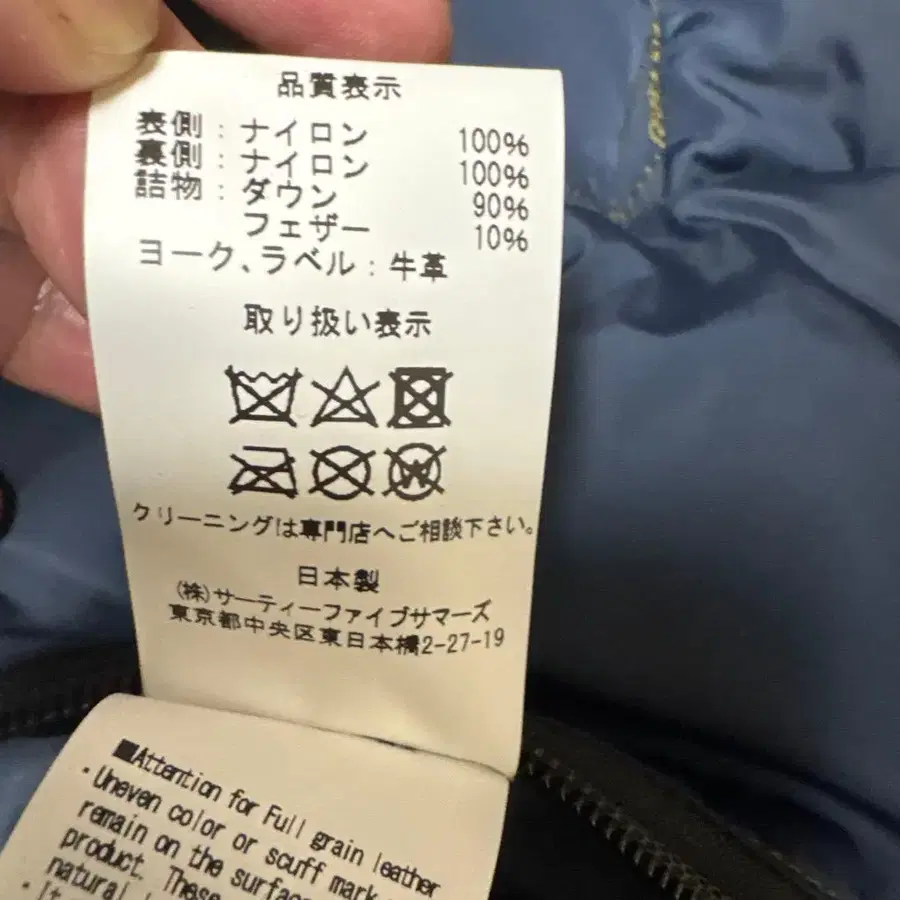 品質表示
表側 : ナイロン 100%
裏側 : ナイロン 100%
詰物 : ダウン 90%
フェザー 10%
ヨーク、ラベル : 牛革
取り扱い表示
W
クリーニングは専門店へご相談下さい。
日本製
(株)サーティーファイブサマーズ
東京都中央区東日本橋2-27-19
■Attention for Full grain leather
・Uneven color or scuff mark
remain on the surface
product. These
natural
・It